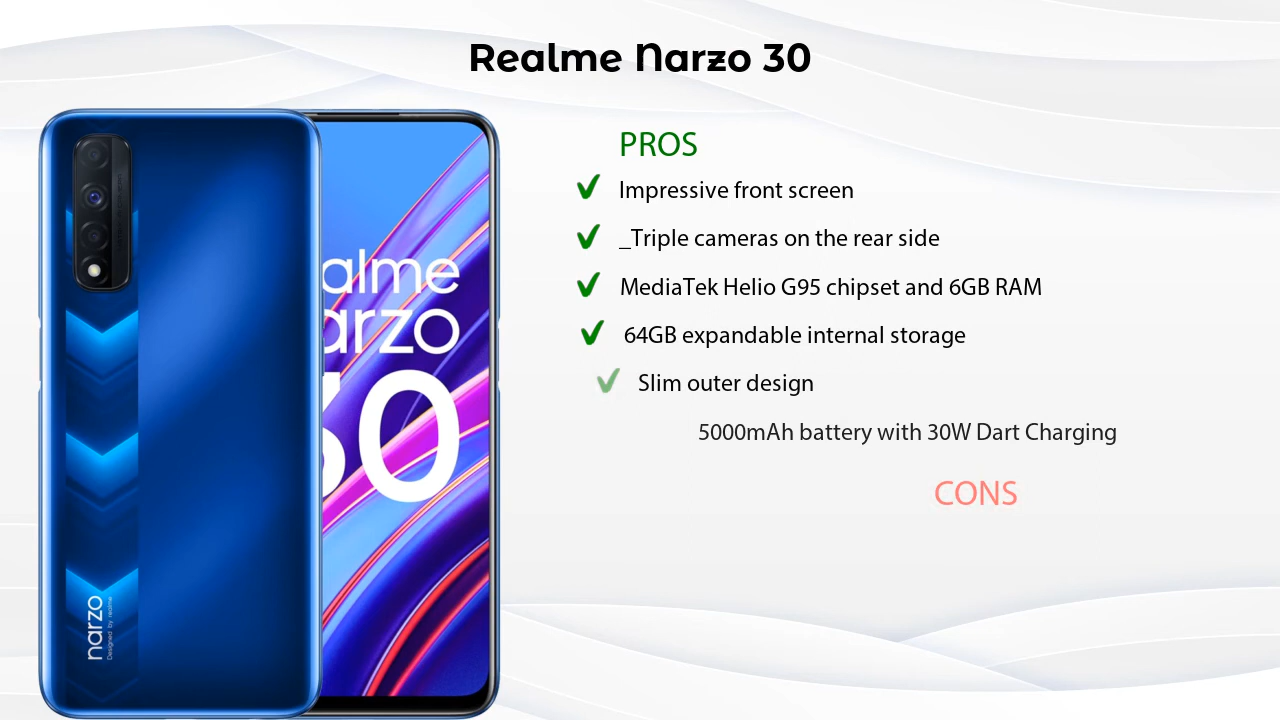 Realme Narzo 30
PROS
Impressive front screen
_Triple cameras on the rear side
MediaTek Helio G95 chipset and 6GB RAM
64GB expandable internal storage
Slim outer design
5000mAh battery with 30W Dart Charging
CONS
alme
arzo
30
narzo
Designed by realme